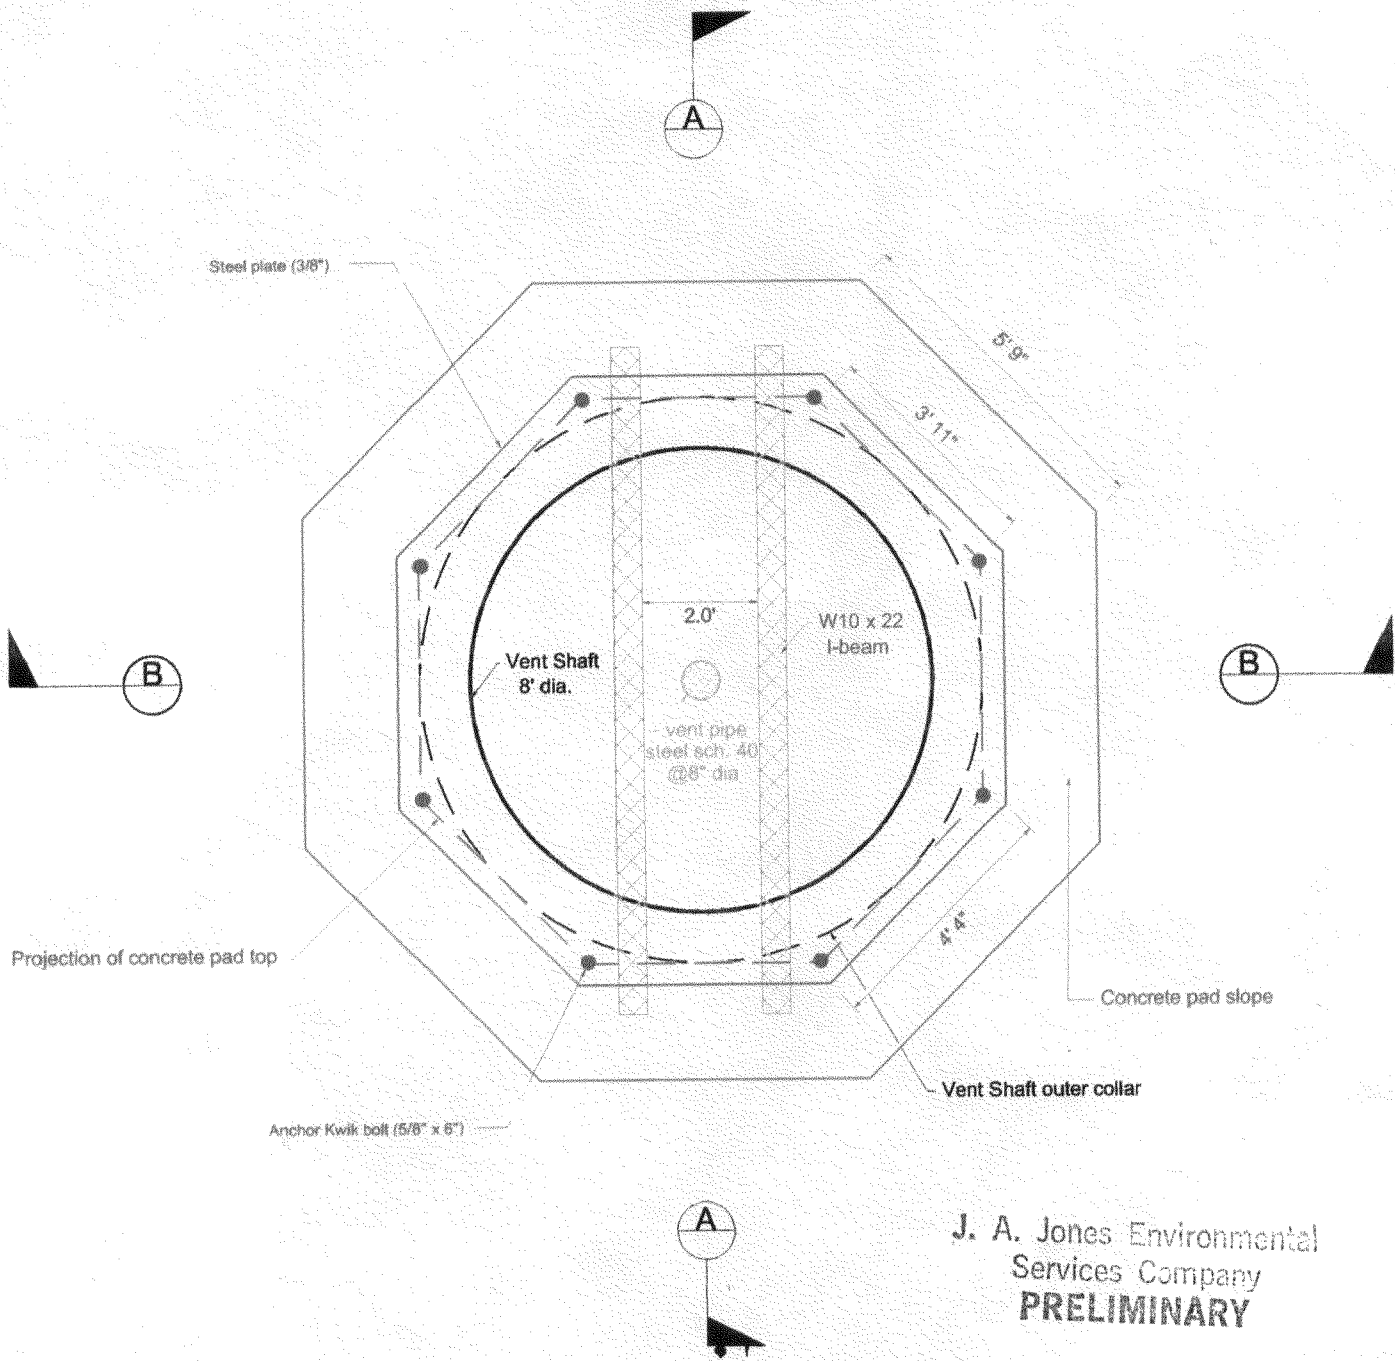 A
Steel plate (3/8")
5' 9"
3' 11"
2.0'
W10 x 22
I-beam
Vent Shaft
8' dia.
B
B
vent pipe
steel sch. 40
@8" dia
4' 4"
Projection of concrete pad top
Concrete pad slope
Vent Shaft outer collar
Anchor Kwik bolt (5/8" x 6")
A
J. A. Jones Environmental
Services Company
PRELIMINARY